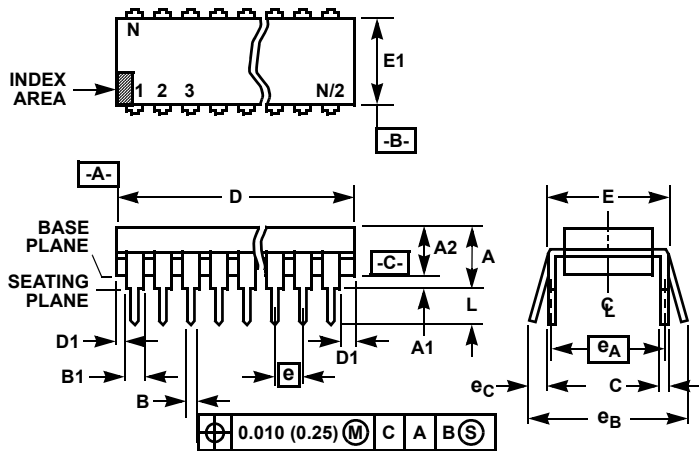 N
INDEX
AREA
1 2 3 N/2
E1
-B-
-A-
D
E
BASE
PLANE
A2
A
-C-
SEATING
PLANE
L
℄
D1
B1
B
e
D1
A1
eA
eC
C
eB
⌖ 0.010 (0.25) Ⓜ C A B Ⓢ